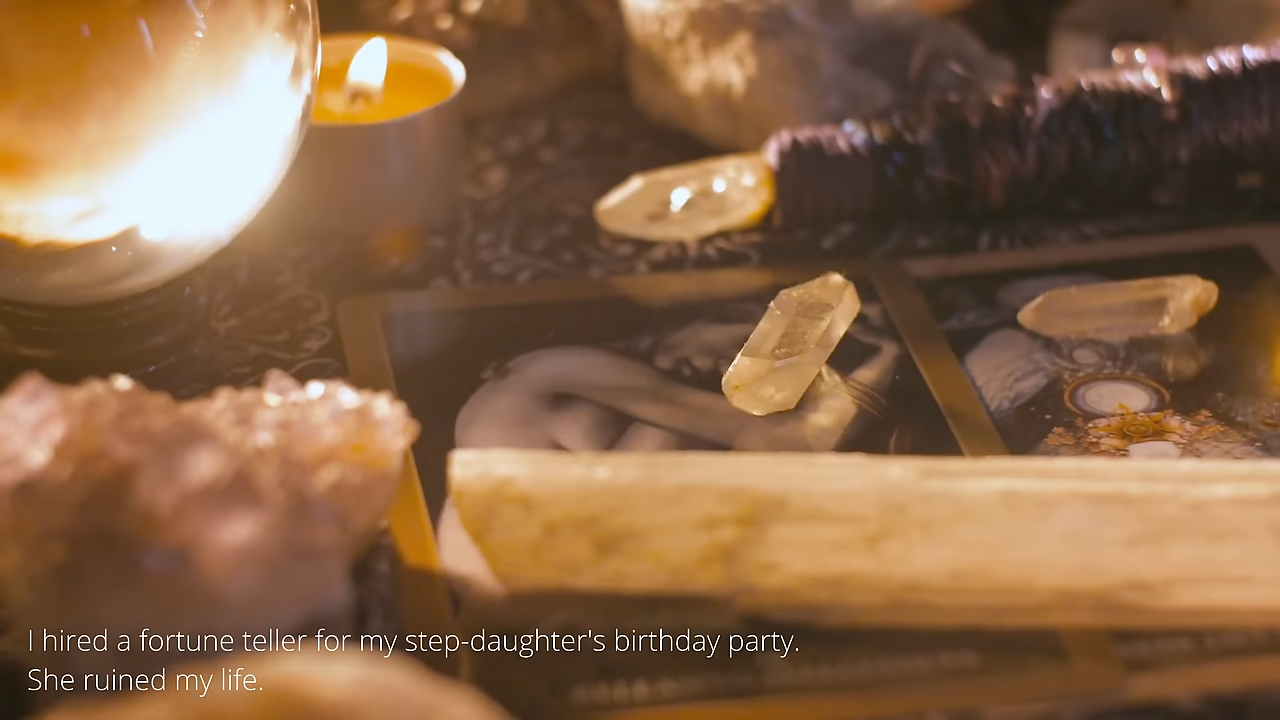 I hired a fortune teller for my step-daughter's birthday party.
She ruined my life.